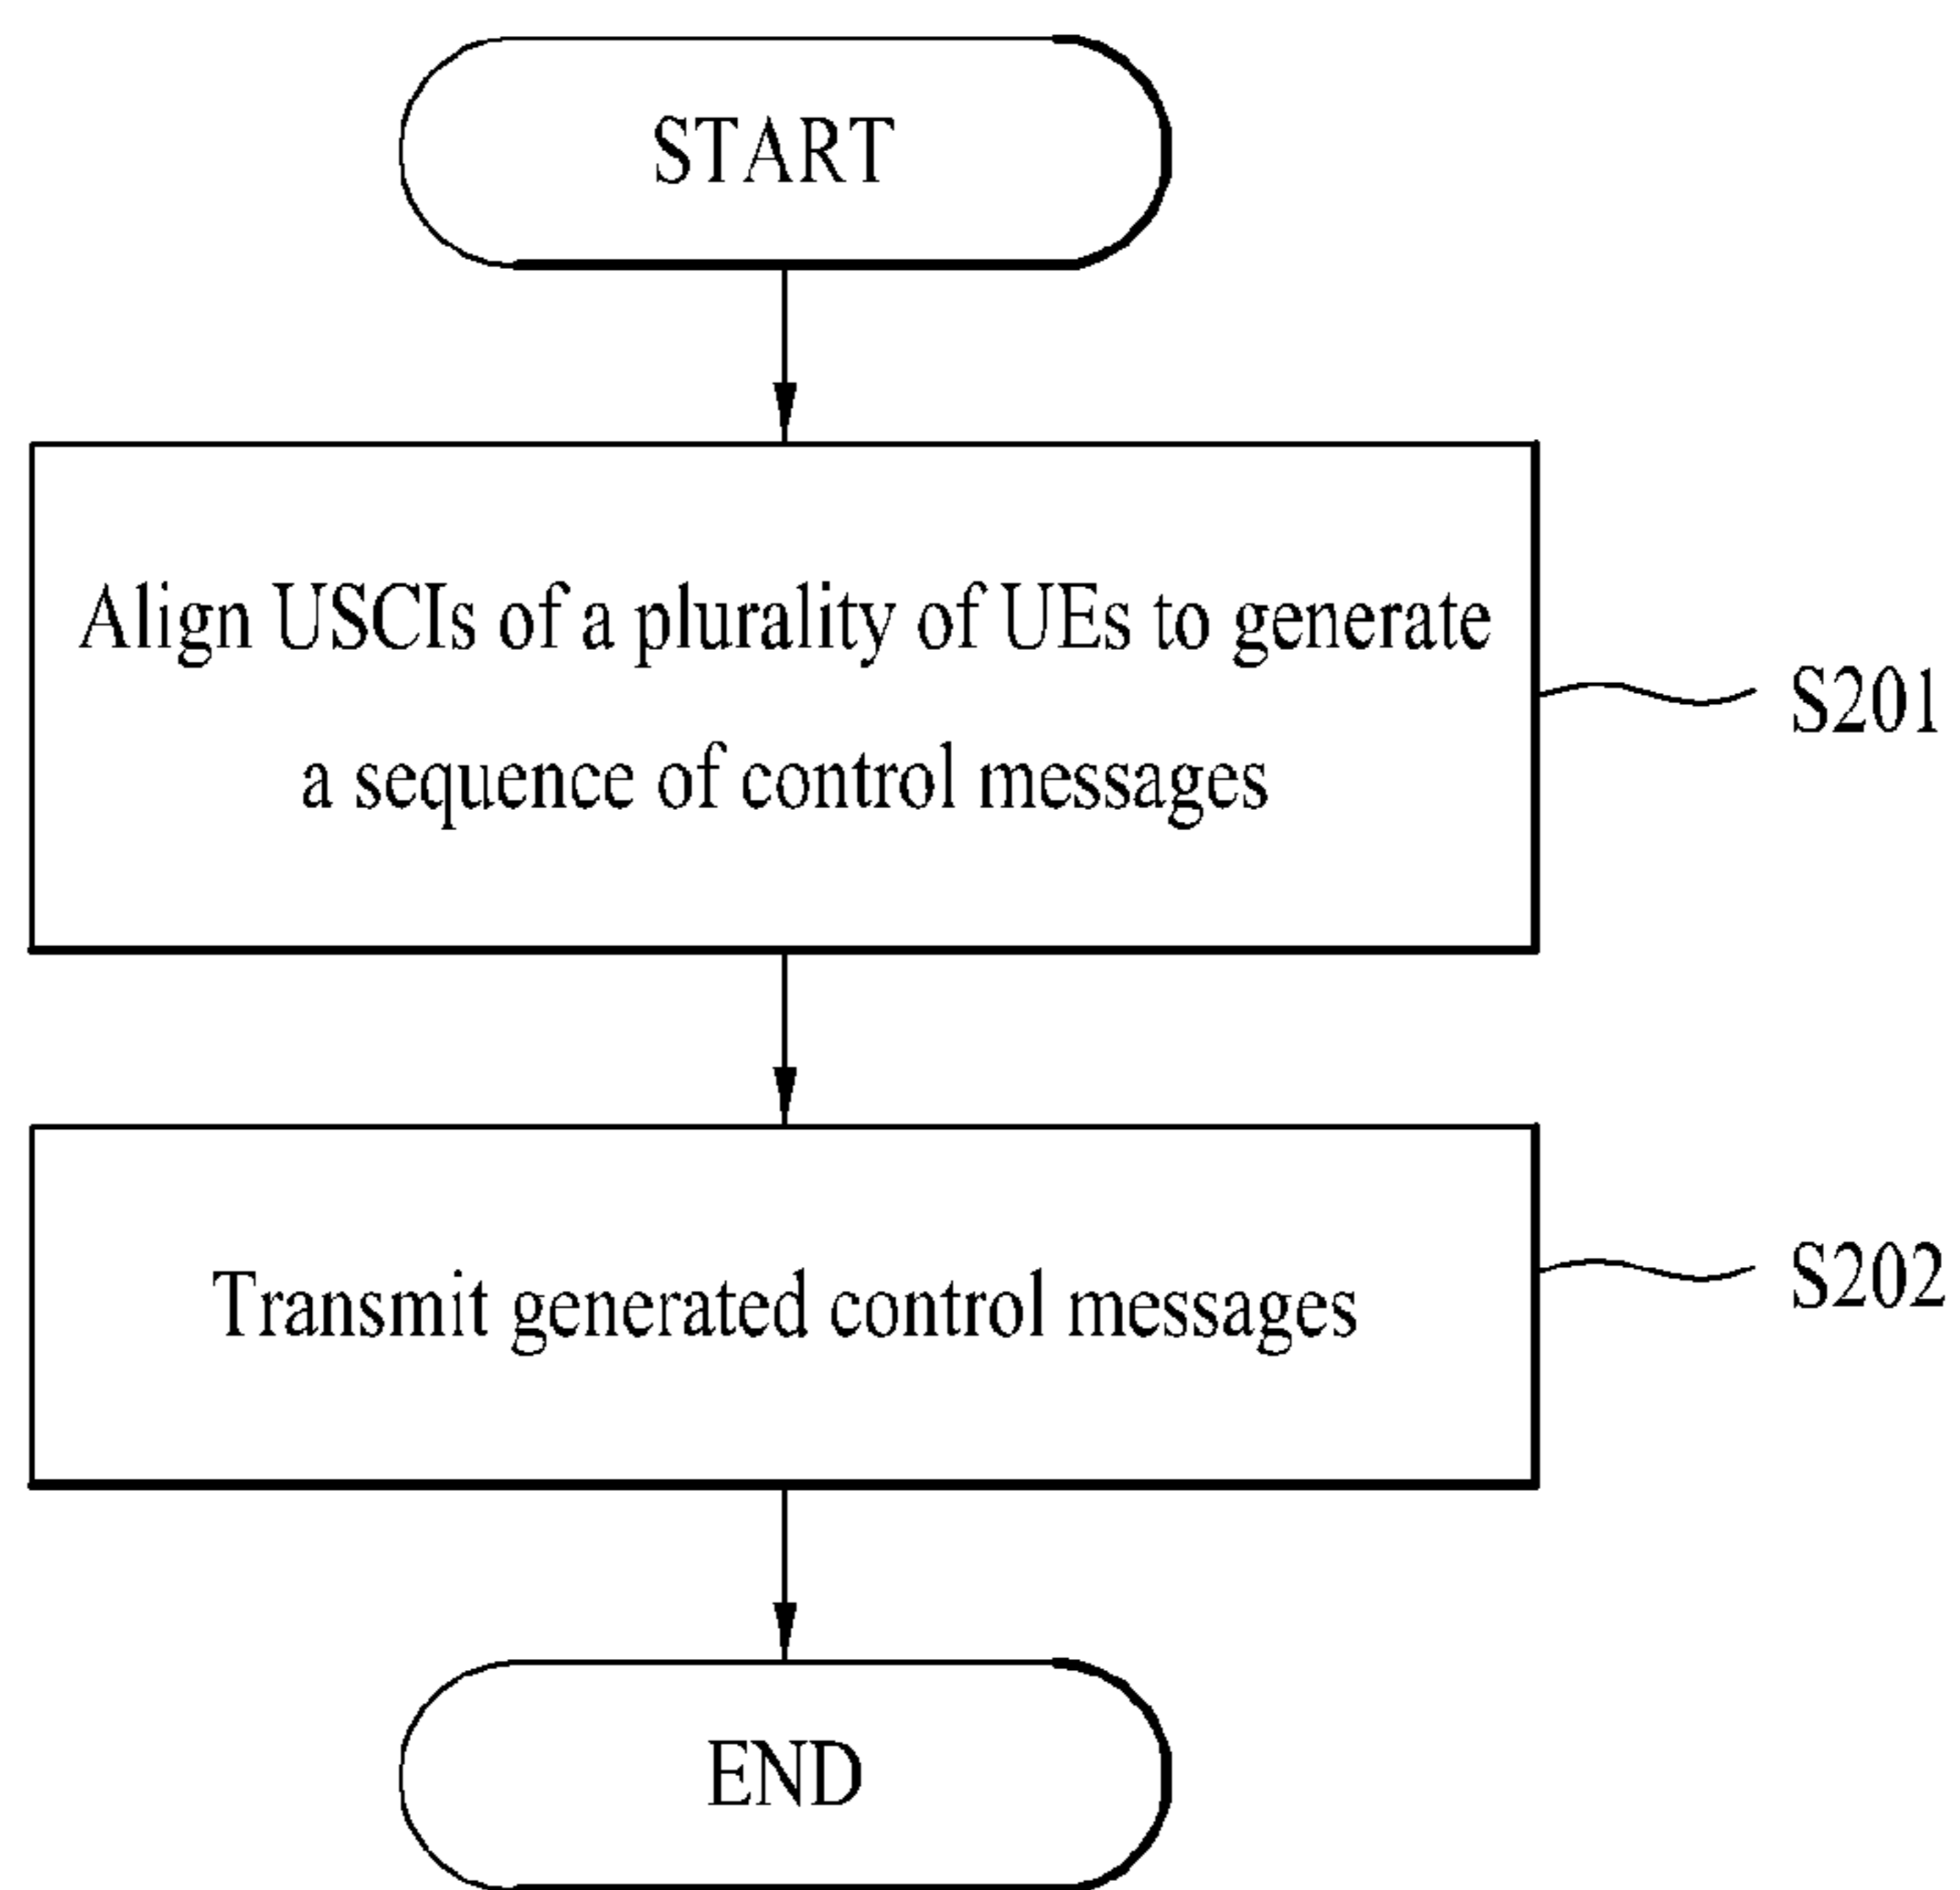 START
Align USCIs of a plurality of UEs to generate
a sequence of control messages
S201
Transmit generated control messages
S202
END